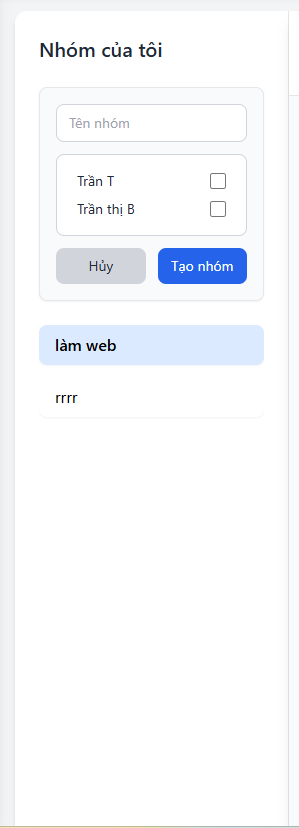 Nhóm của tôi
Tên nhóm
Trần T
Trần thị B
Hủy
Tạo nhóm
làm web
rrrr